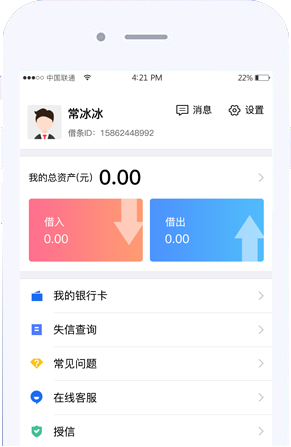 中国联通 4:21 PM 22%
常冰冰 消息 设置
借条ID：15862448992
我的总资产(元) 0.00
借入 借出
0.00 0.00
我的银行卡
失信查询
常见问题
在线客服
授信